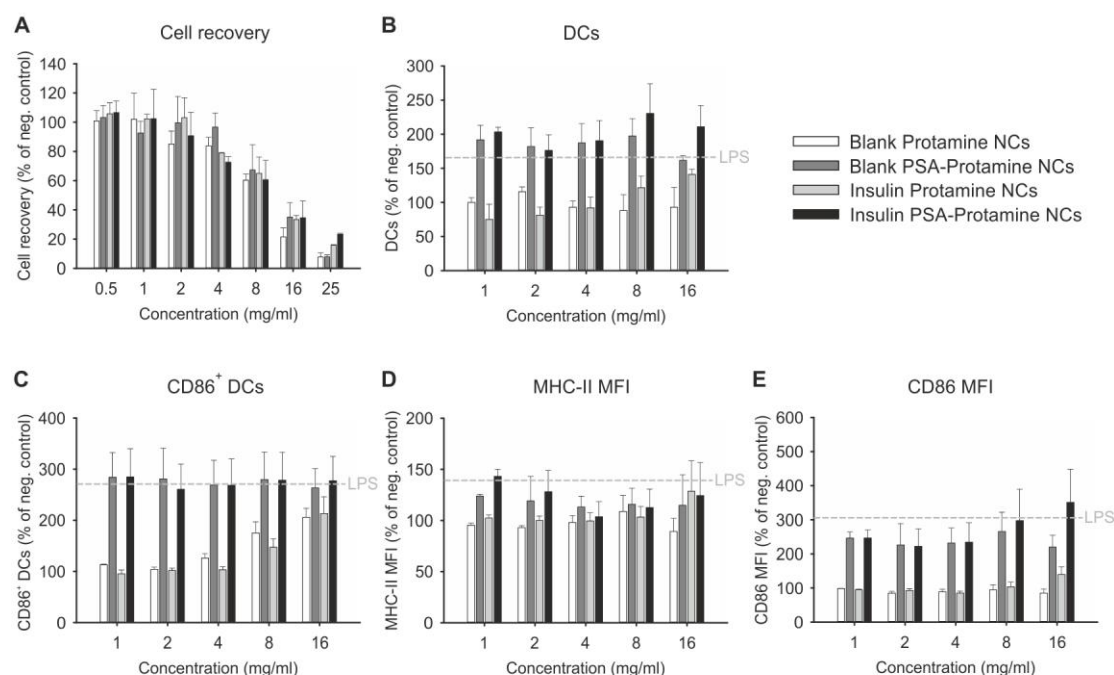 A
Cell recovery
Cell recovery (% of neg. control)
140
120
100
80
60
40
20
0
0.5 1 2 4 8 16 25
Concentration (mg/ml)
B
DCs
DCs (% of neg. control)
300
250
200
150
100
50
0
LPS
1 2 4 8 16
Concentration (mg/ml)
Blank Protamine NCs
Blank PSA-Protamine NCs
Insulin Protamine NCs
Insulin PSA-Protamine NCs
C
CD86⁺ DCs
CD86⁺ DCs (% of neg. control)
400
300
200
100
0
LPS
1 2 4 8 16
Concentration (mg/ml)
D
MHC-II MFI
MHC-II MFI (% of neg. control)
200
150
100
50
0
LPS
1 2 4 8 16
Concentration (mg/ml)
E
CD86 MFI
CD86 MFI (% of neg. control)
600
500
400
300
200
100
0
LPS
1 2 4 8 16
Concentration (mg/ml)